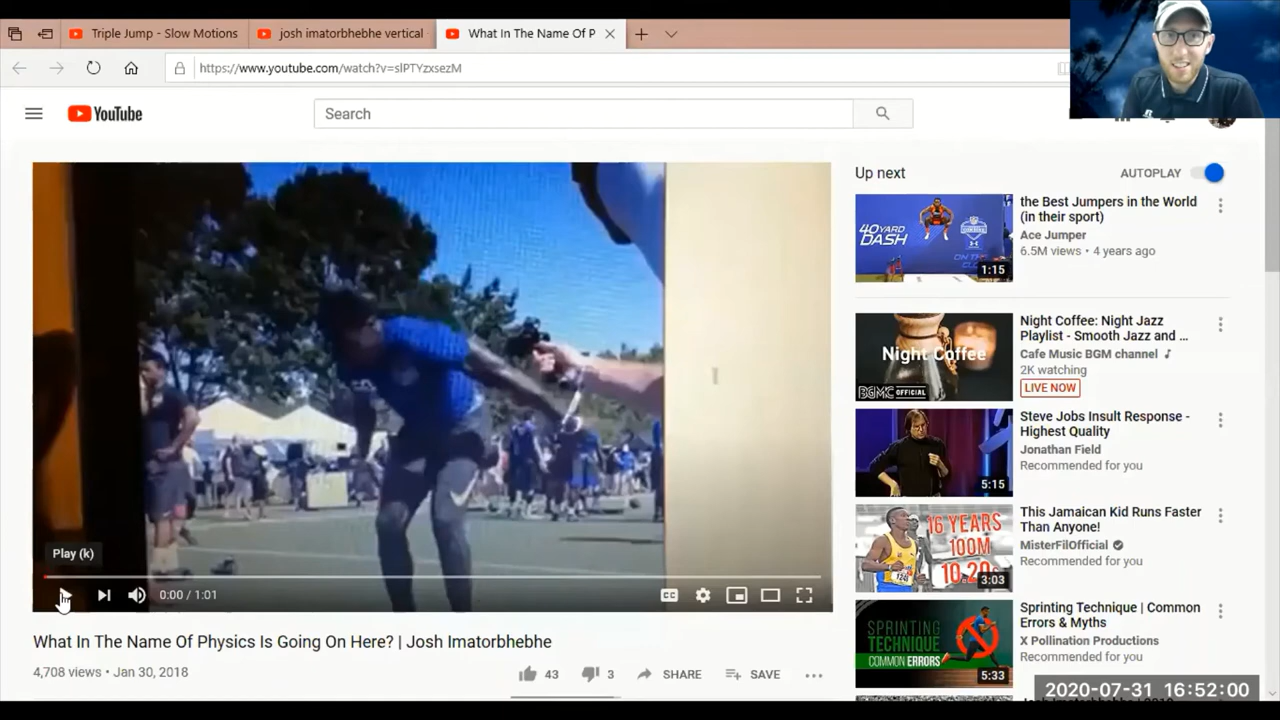 Triple Jump - Slow Motions
josh imatorbhebhe vertical
What In The Name Of P
https://www.youtube.com/watch?v=slPTYzxsezM
YouTube
Search
Play (k)
0:00 / 1:01
CC
What In The Name Of Physics Is Going On Here? | Josh Imatorbhebhe
4,708 views • Jan 30, 2018
43
3
SHARE
SAVE
Up next
AUTOPLAY
40 YARD
DASH
1:15
the Best Jumpers in the World
(in their sport)
Ace Jumper
6.5M views • 4 years ago
Night Coffee
BGMC OFFICIAL
Night Coffee: Night Jazz
Playlist - Smooth Jazz and ...
Cafe Music BGM channel
2K watching
LIVE NOW
5:15
Steve Jobs Insult Response -
Highest Quality
Jonathan Field
Recommended for you
16 YEARS
100M
10.20
3:03
This Jamaican Kid Runs Faster
Than Anyone!
MisterFilOfficial
Recommended for you
SPRINTING
TECHNIQUE
COMMON ERRORS
5:33
Sprinting Technique | Common
Errors & Myths
X Pollination Productions
Recommended for you
2020-07-31 16:52:00